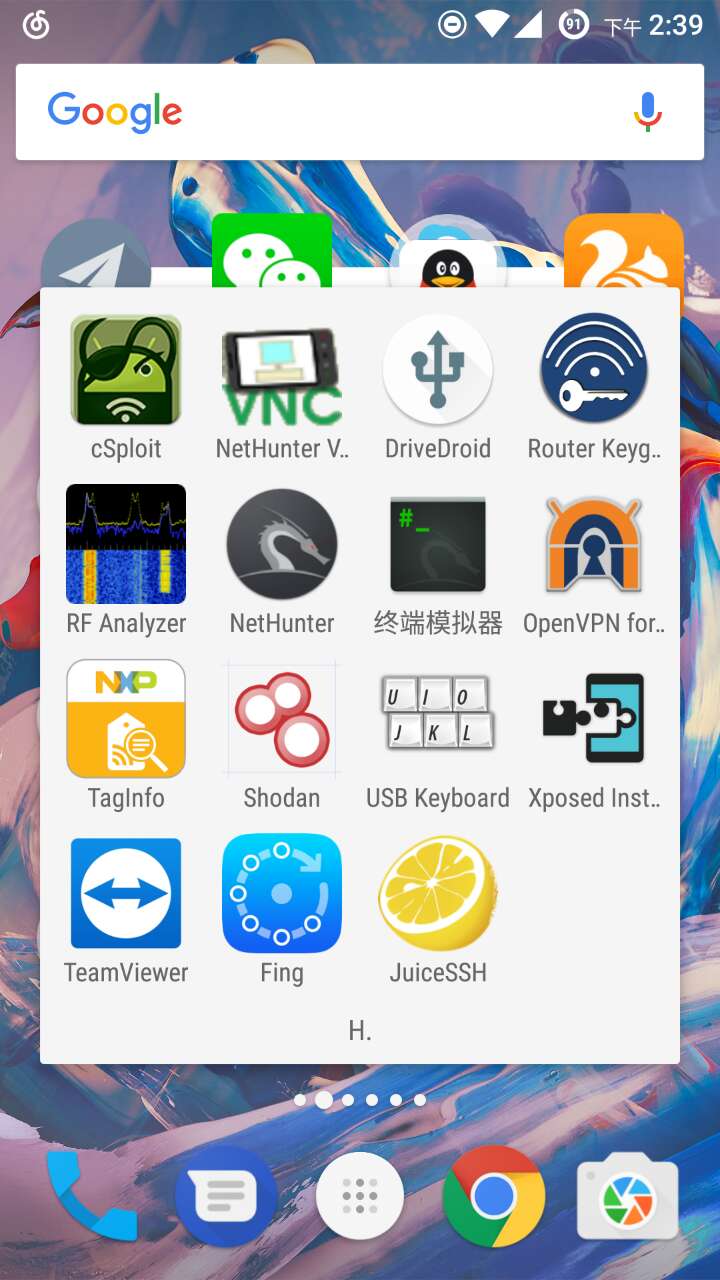 91 下午 2:39
Google
VNC
cSploit NetHunter V.. DriveDroid Router Keyg..
#_
RF Analyzer NetHunter 终端模拟器 OpenVPN for..
NXP
U I O
J K L
TagInfo Shodan USB Keyboard Xposed Inst..
TeamViewer Fing JuiceSSH
H.